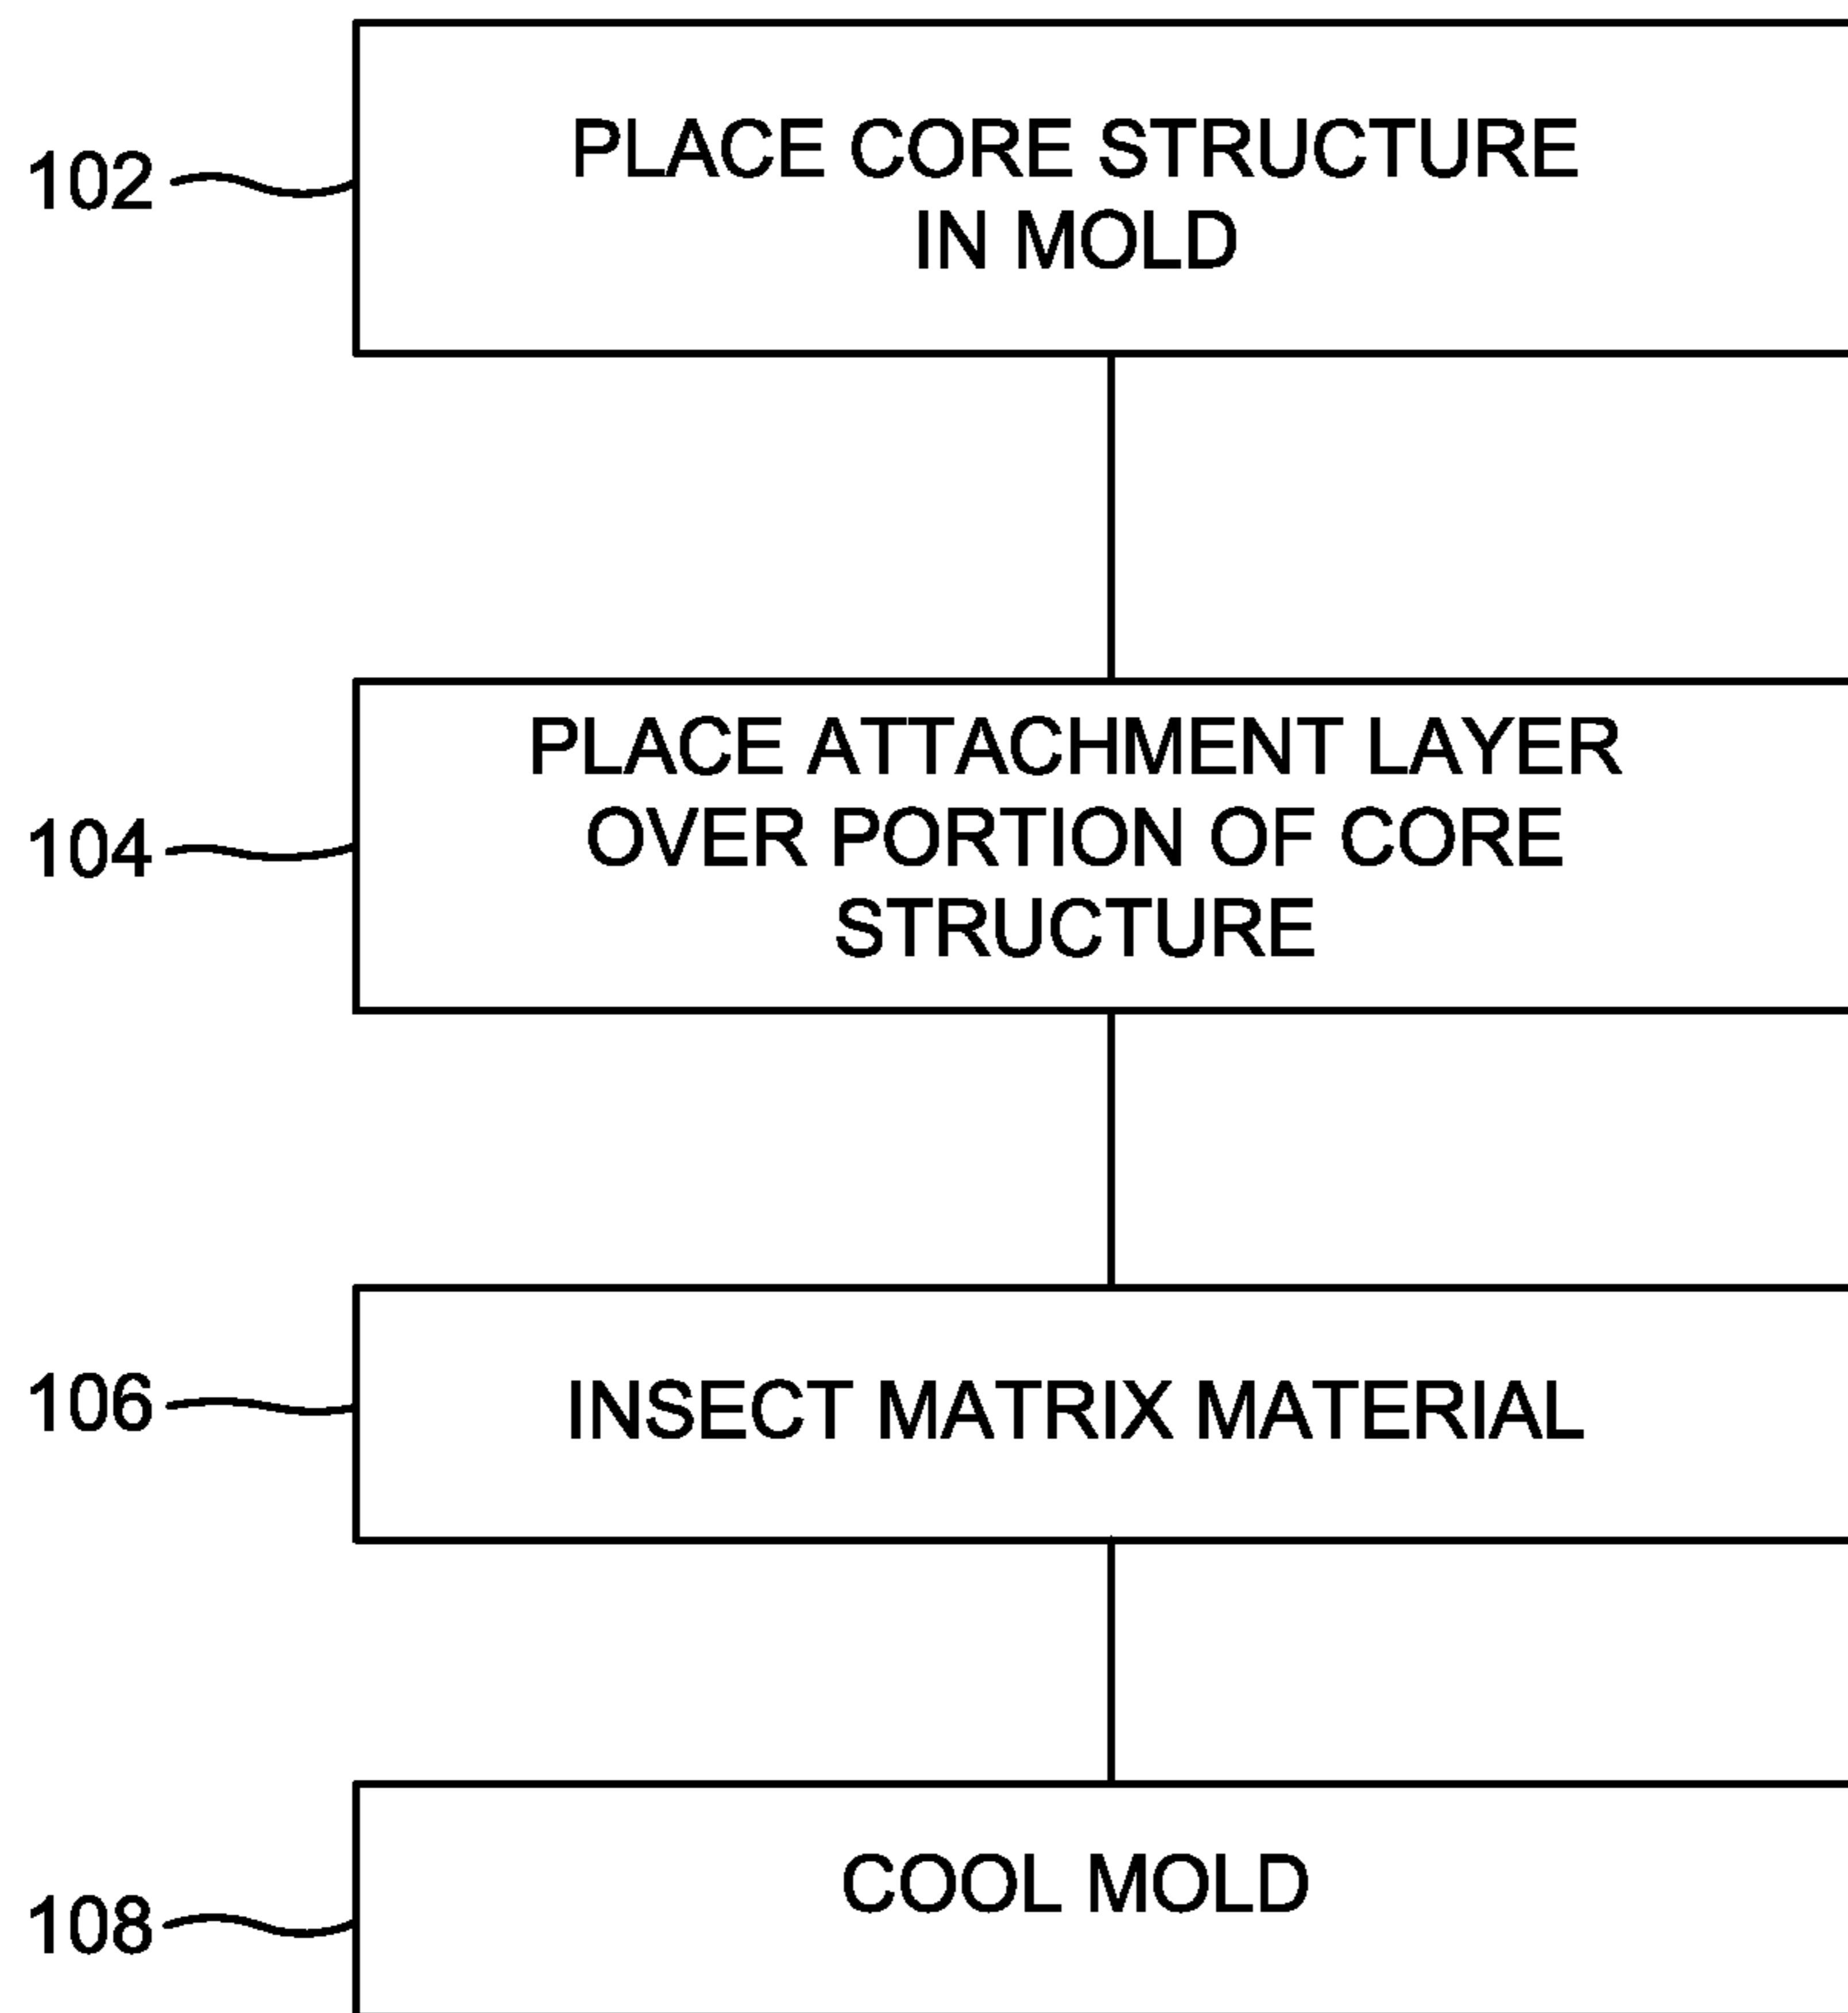 102
PLACE CORE STRUCTURE
IN MOLD
104
PLACE ATTACHMENT LAYER
OVER PORTION OF CORE
STRUCTURE
106
INSECT MATRIX MATERIAL
108
COOL MOLD